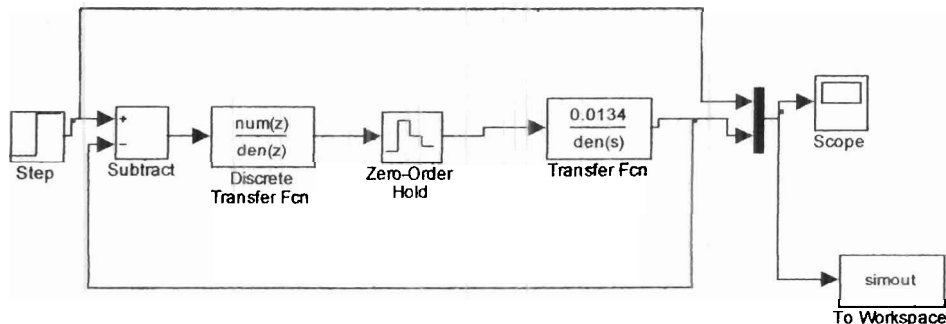 Step
+
−
Subtract
num(z)
den(z)
Discrete
Transfer Fcn
Zero-Order
Hold
0.0134
den(s)
Transfer Fcn
Scope
simout
To Workspace